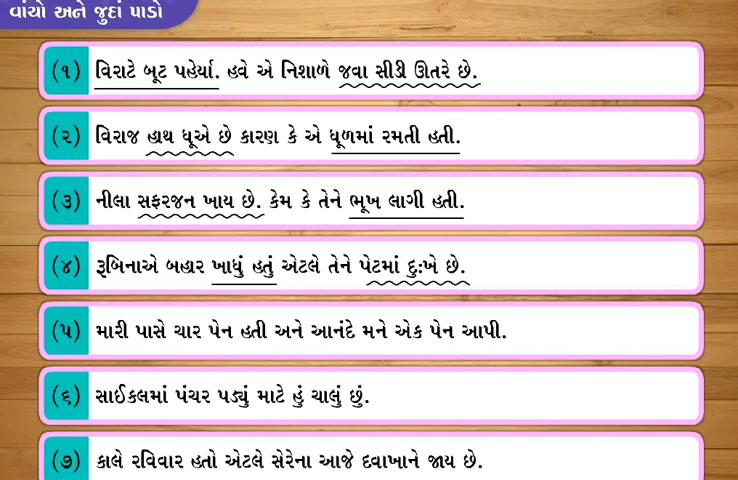 વાંચો અને જુદાં પાડો
(૧) વિરાટે બૂટ પહેર્યા. હવે એ નિશાળે જવા સીડી ઊતરે છે.
(૨) વિરાજ હાથ ધૂએ છે કારણ કે એ ધૂળમાં રમતી હતી.
(૩) નીલા સફરજન ખાય છે. કેમ કે તેને ભૂખ લાગી હતી.
(૪) રૂબિનાએ બહાર ખાધું હતું એટલે તેને પેટમાં દુઃખે છે.
(૫) મારી પાસે ચાર પેન હતી અને આનંદે મને એક પેન આપી.
(૬) સાઈકલમાં પંચર પડ્યું માટે હું ચાલું છું.
(૭) કાલે રવિવાર હતો એટલે સેરેના આજે દવાખાને જાય છે.